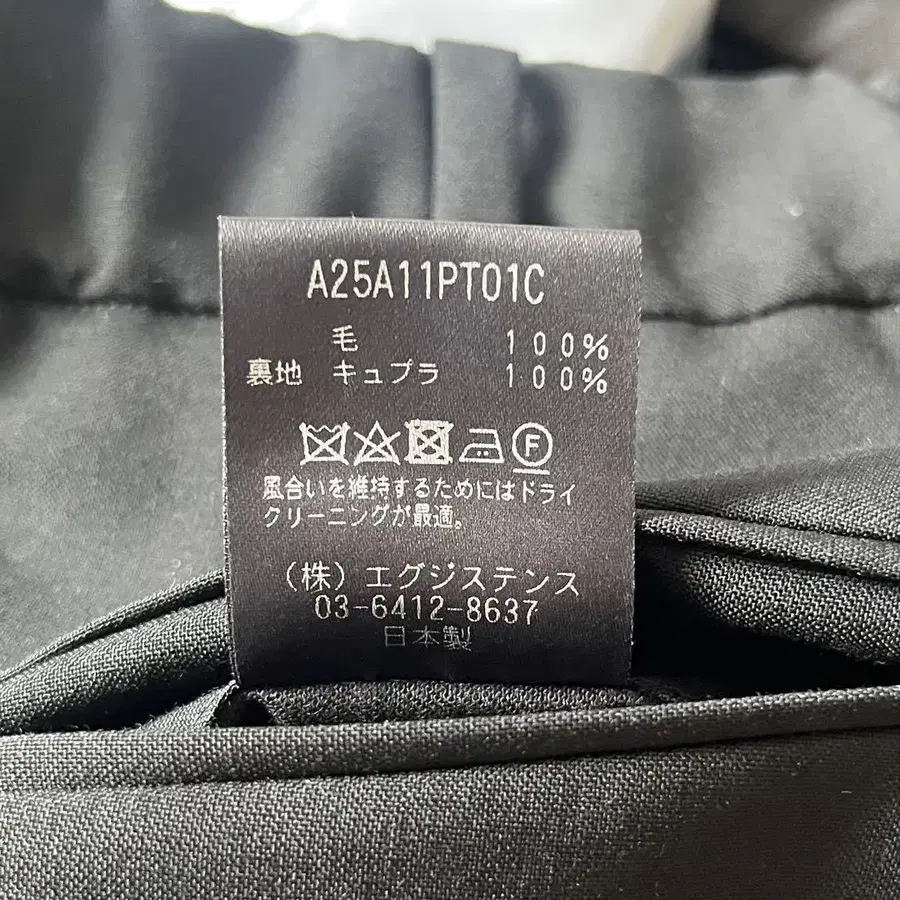 A25A11PT01C
毛 100%
裏地 キュプラ 100%
F
風合いを維持するためにはドライ
クリーニングが最適。
(株)エグジステンス
03-6412-8637
日本製